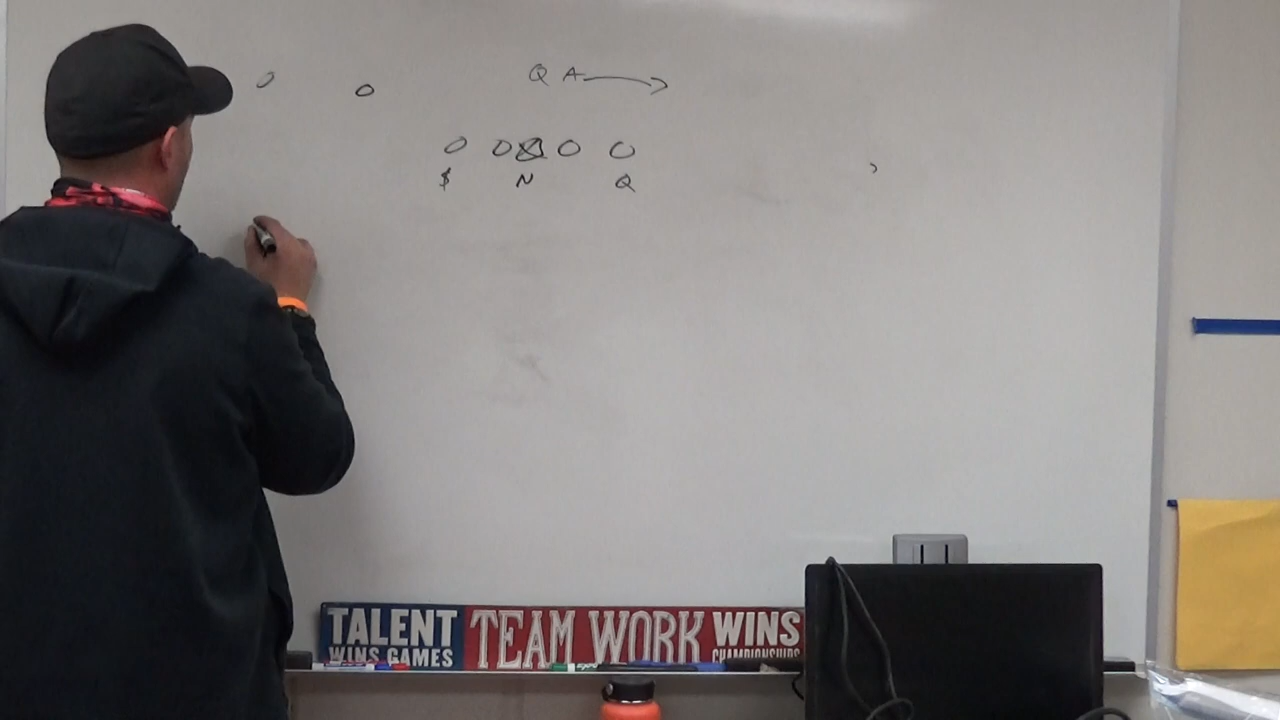 Q A
$ N Q
TALENT TEAM WORK WINS
WINS GAMES CHAMPIONSHIPS